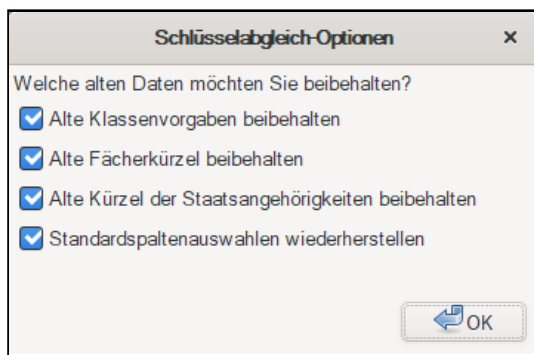 Schlüsselabgleich-Optionen
Welche alten Daten möchten Sie beibehalten?
Alte Klassenvorgaben beibehalten
Alte Fächerkürzel beibehalten
Alte Kürzel der Staatsangehörigkeiten beibehalten
Standardspaltenauswahlen wiederherstellen
OK